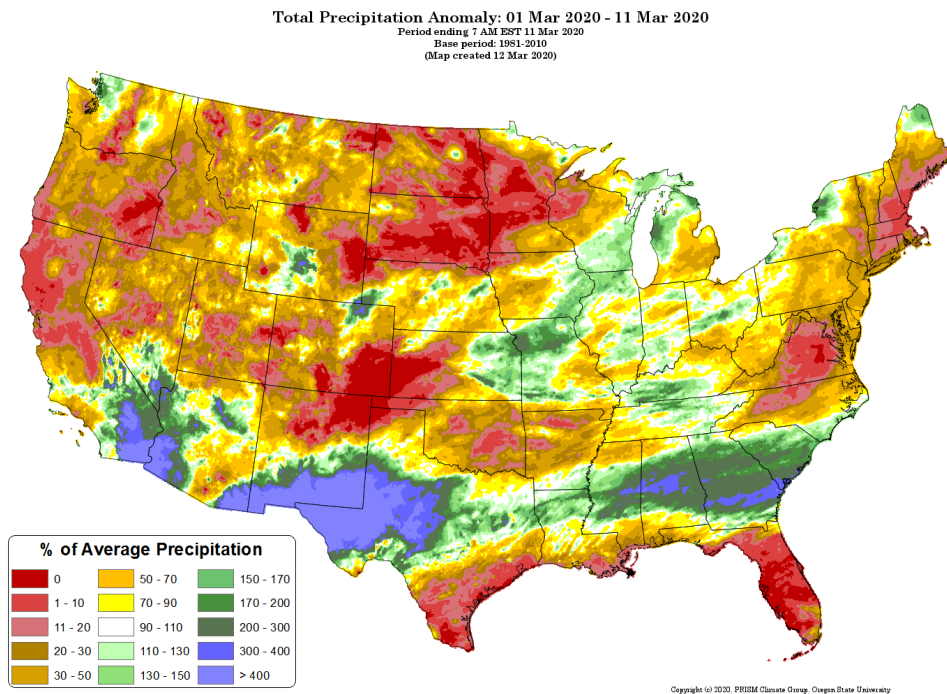 Total Precipitation Anomaly: 01 Mar 2020 - 11 Mar 2020
Period ending 7 AM EST 11 Mar 2020
Base period: 1981-2010
(Map created 12 Mar 2020)
% of Average Precipitation
0
1 - 10
11 - 20
20 - 30
30 - 50
50 - 70
70 - 90
90 - 110
110 - 130
130 - 150
150 - 170
170 - 200
200 - 300
300 - 400
> 400
Copyright (c) 2020, PRISM Climate Group, Oregon State University